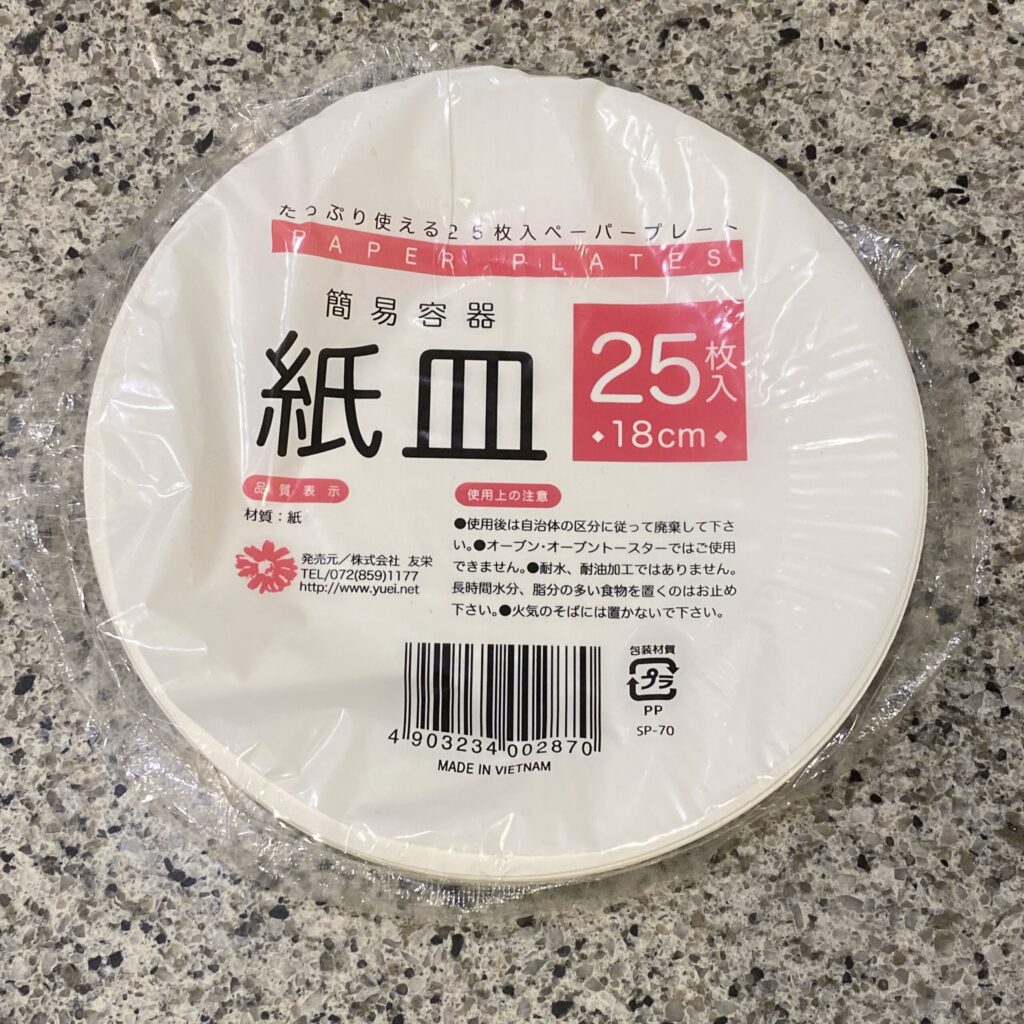 たっぷり使える25枚入ペーパープレート
PAPER PLATES
簡易容器
紙皿
25枚入
◆18cm◆
品質表示
材質：紙
発売元／株式会社 友栄
TEL/072(859)1177
http://www.yuei.net
使用上の注意
●使用後は自治体の区分に従って廃棄して下さ
い。●オーブン・オーブントースターではご使用
できません。●耐水、耐油加工ではありません。
長時間水分、脂分の多い食物を置くのはお止め
下さい。●火気のそばには置かないで下さい。
4 903234 002870
MADE IN VIETNAM
包装材質
プラ
PP
SP-70